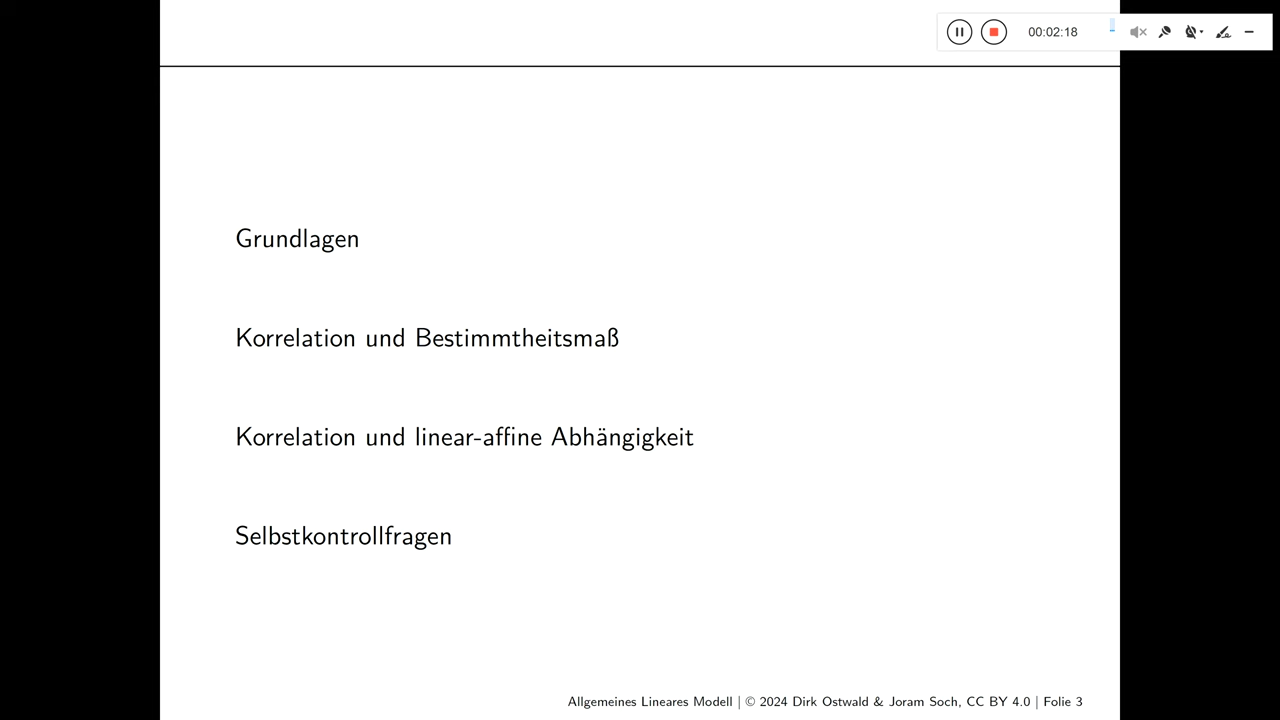 00:02:18
Grundlagen
Korrelation und Bestimmtheitsmaß
Korrelation und linear-affine Abhängigkeit
Selbstkontrollfragen
Allgemeines Lineares Modell | © 2024 Dirk Ostwald & Joram Soch, CC BY 4.0 | Folie 3